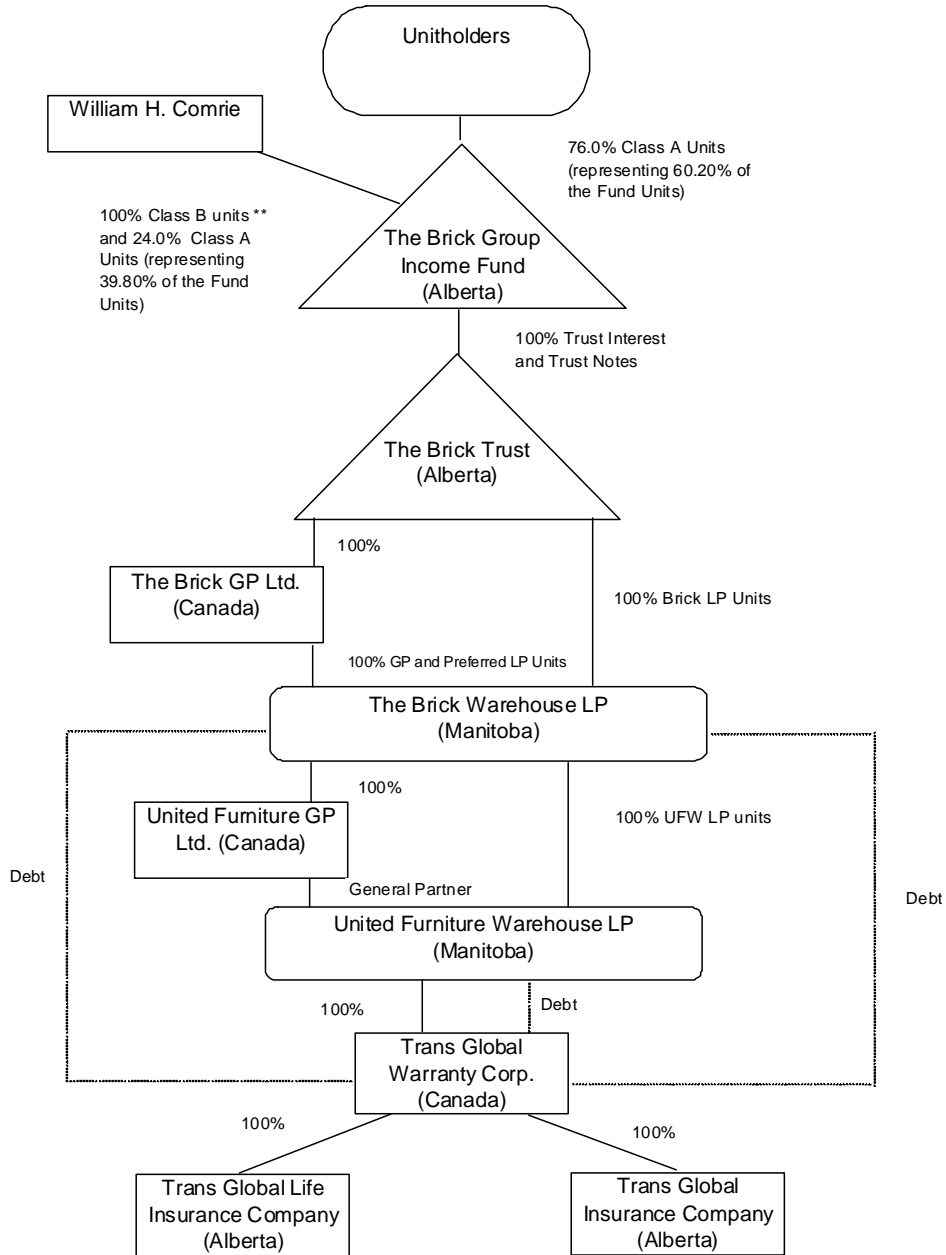 Unitholders
William H. Comrie
76.0% Class A Units
(representing 60.20% of
the Fund Units)
100% Class B units **
and 24.0% Class A
Units (representing
39.80% of the Fund
Units)
The Brick Group
Income Fund
(Alberta)
100% Trust Interest
and Trust Notes
The Brick Trust
(Alberta)
100%
The Brick GP Ltd.
(Canada)
100% Brick LP Units
100% GP and Preferred LP Units
The Brick Warehouse LP
(Manitoba)
100%
United Furniture GP
Ltd. (Canada)
100% UFW LP units
Debt
Debt
General Partner
United Furniture Warehouse LP
(Manitoba)
100%
Debt
Trans Global
Warranty Corp.
(Canada)
100%
100%
Trans Global Life
Insurance Company
(Alberta)
Trans Global
Insurance Company
(Alberta)